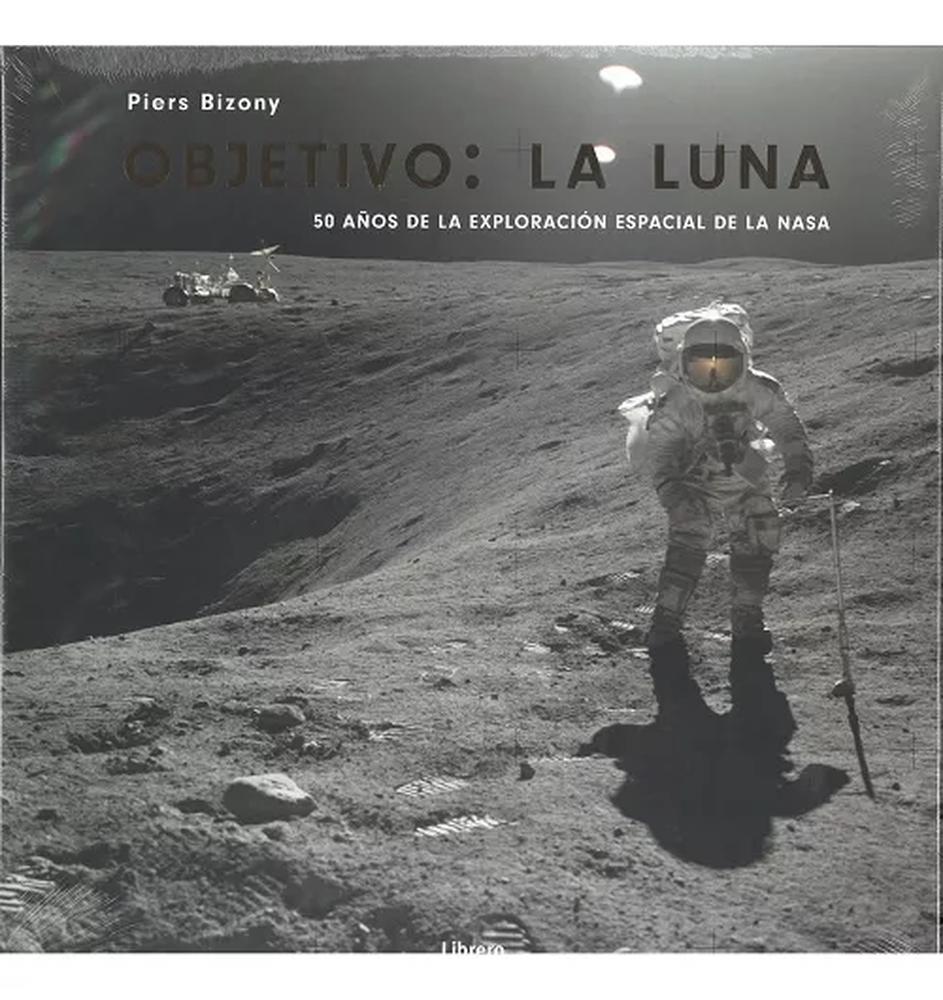 Piers Bizony
OBJETIVO: LA LUNA
50 AÑOS DE LA EXPLORACIÓN ESPACIAL DE LA NASA
Librero